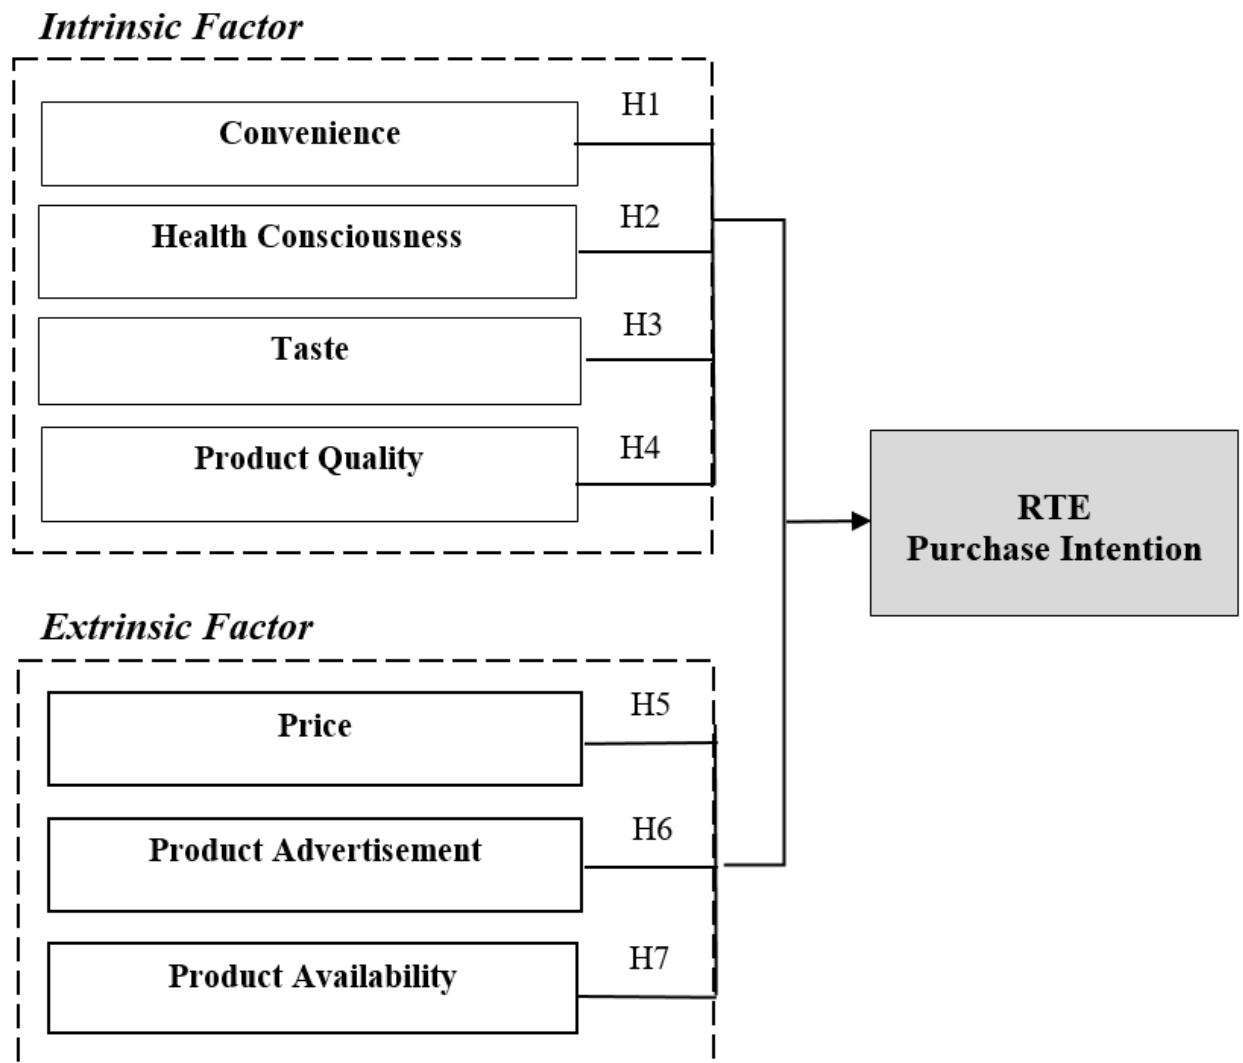 Intrinsic Factor
Convenience
H1
Health Consciousness
H2
Taste
H3
Product Quality
H4
RTE
Purchase Intention
Extrinsic Factor
Price
H5
Product Advertisement
H6
Product Availability
H7